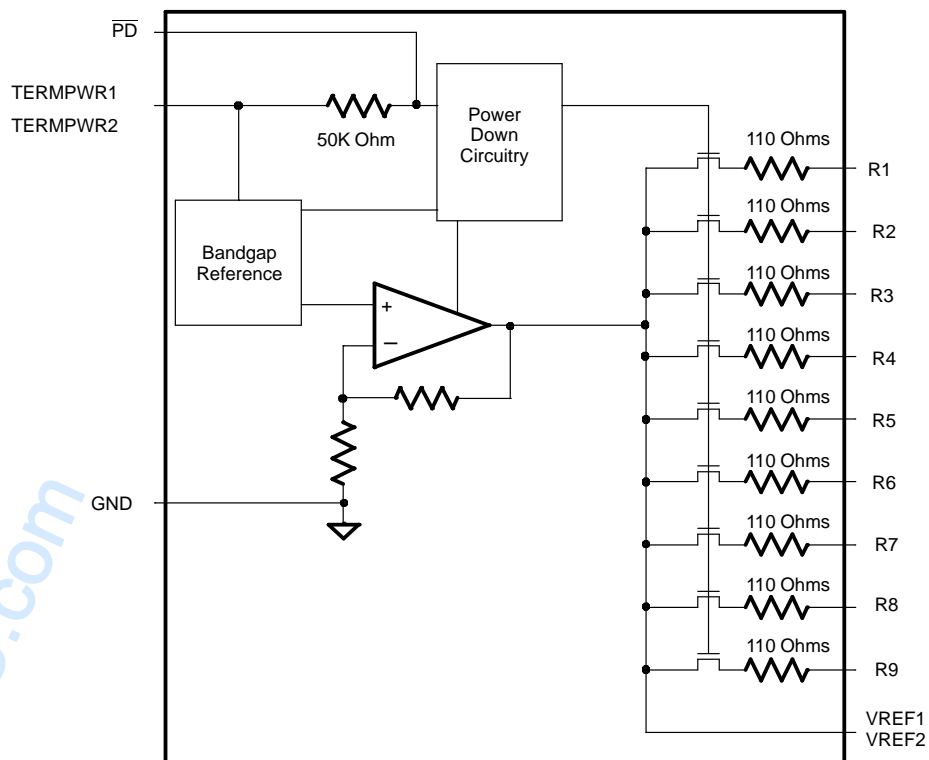 PD
TERMPWR1
TERMPWR2
50K Ohm
Power
Down
Circuitry
Bandgap
Reference
+
−
GND
110 Ohms
R1
110 Ohms
R2
110 Ohms
R3
110 Ohms
R4
110 Ohms
R5
110 Ohms
R6
110 Ohms
R7
110 Ohms
R8
110 Ohms
R9
VREF1
VREF2
.com